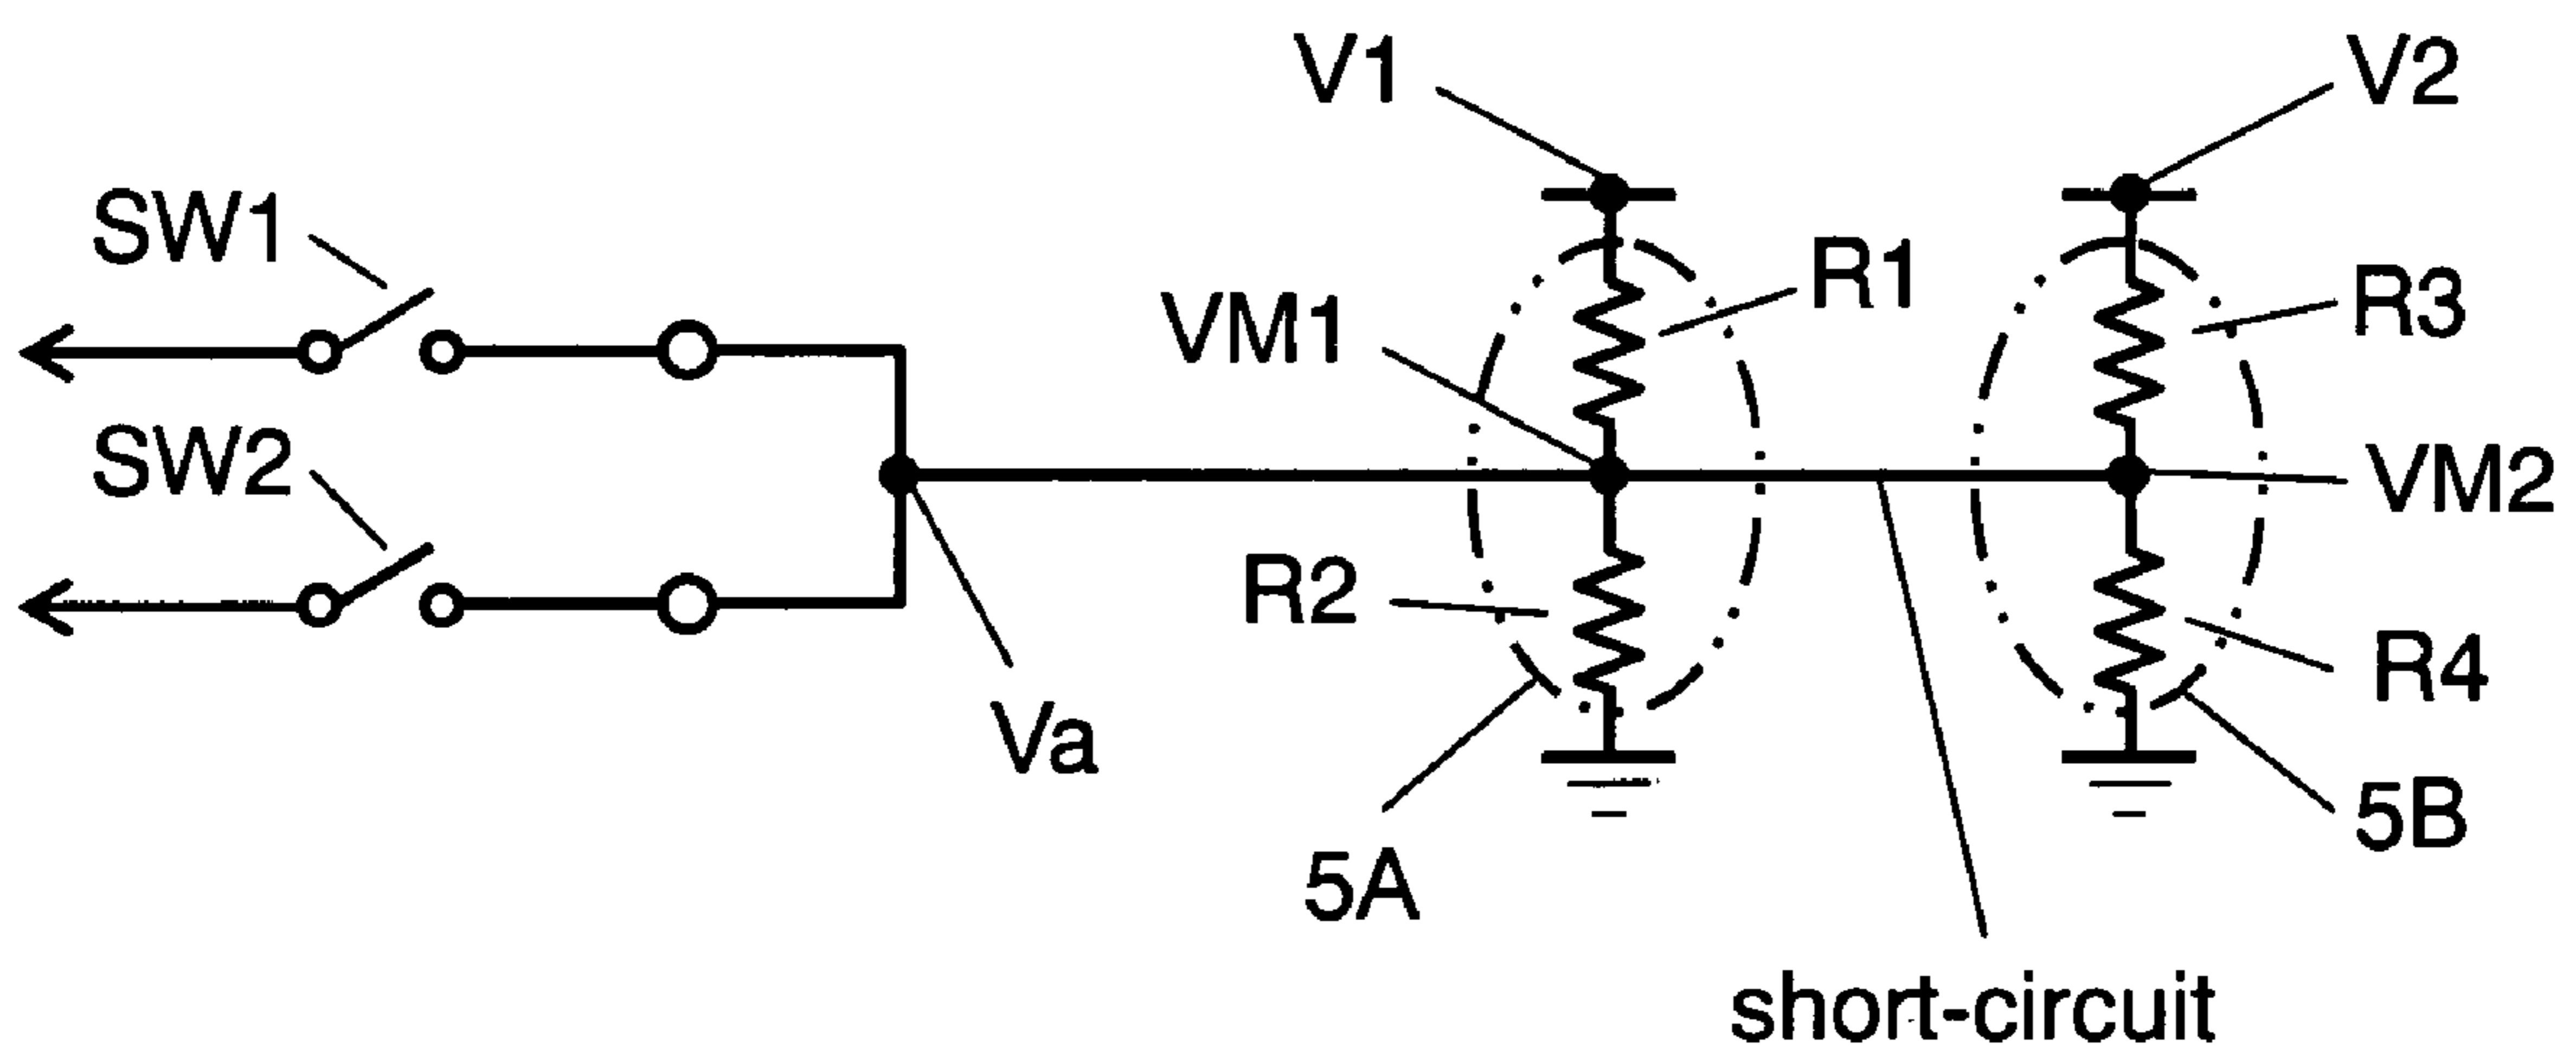 V1
V2
SW1
R1
R3
VM1
SW2
VM2
R2
R4
Va
5A
5B
short-circuit